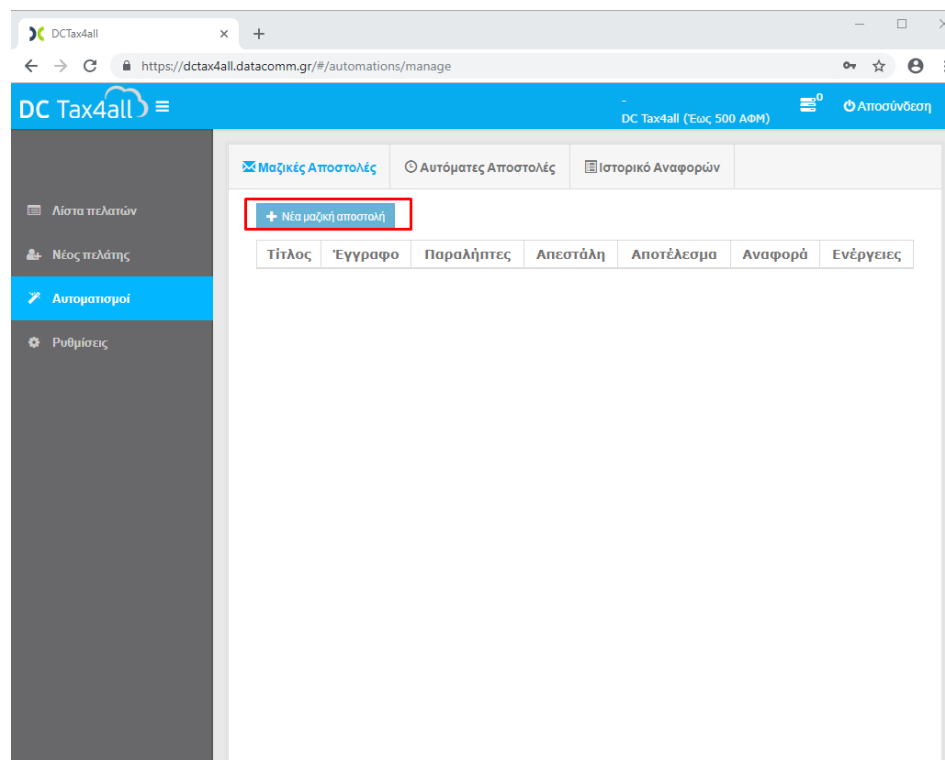 DCTax4all
https://dctax4all.datacomm.gr/#/automations/manage
DC Tax4all
-
DC Tax4all (Έως 500 ΑΦΜ)
0
Αποσύνδεση
Μαζικές Αποστολές
Αυτόματες Αποστολές
Ιστορικό Αναφορών
Λίστα πελατών
Νέος πελάτης
Αυτοματισμοί
Ρυθμίσεις
+ Νέα μαζική αποστολή
Τίτλος Έγγραφο Παραλήπτες Απεστάλη Αποτέλεσμα Αναφορά Ενέργειες